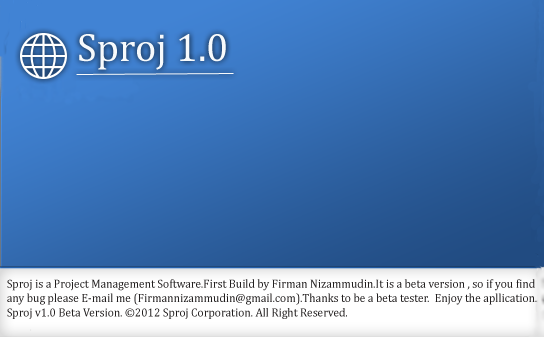 Sproj 1.0
Sproj is a Project Management Software.First Build by Firman Nizammudin.It is a beta version , so if you find
any bug please E-mail me (Firmannizammudin@gmail.com).Thanks to be a beta tester.  Enjoy the apllication.
Sproj v1.0 Beta Version. ©2012 Sproj Corporation. All Right Reserved.